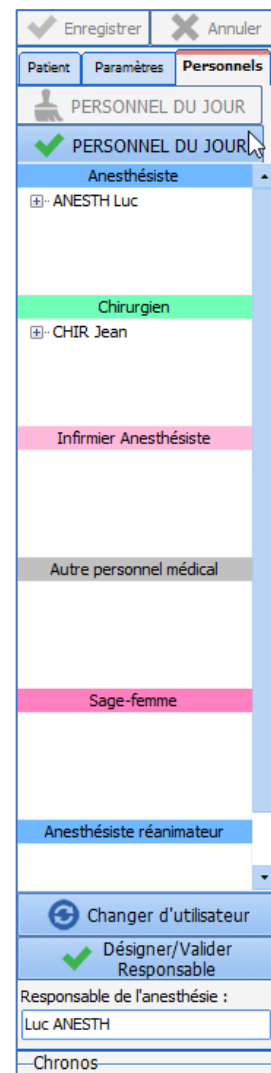 Enregistrer Annuler
Patient Paramètres Personnels
PERSONNEL DU JOUR
PERSONNEL DU JOUR
Anesthésiste
ANESTH Luc
Chirurgien
CHIR Jean
Infirmier Anesthésiste
Autre personnel médical
Sage-femme
Anesthésiste réanimateur
Changer d'utilisateur
Désigner/Valider
Responsable
Responsable de l'anesthésie :
Luc ANESTH
Chronos